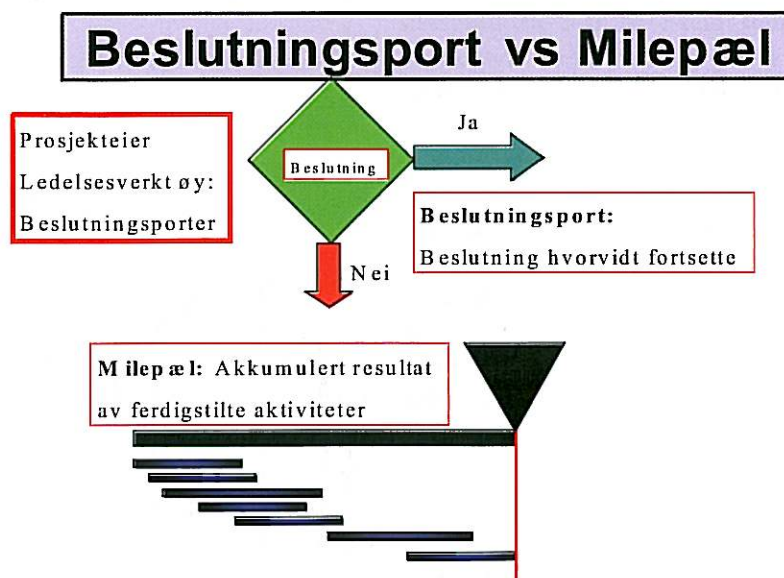 Beslutningsport vs Milepæl
Prosjekteier
Ledelsesverktøy:
Beslutningsporter
Beslutning
Ja
Beslutningsport:
Beslutning hvorvidt fortsette
Nei
Milepæl: Akkumulert resultat
av ferdigstilte aktiviteter